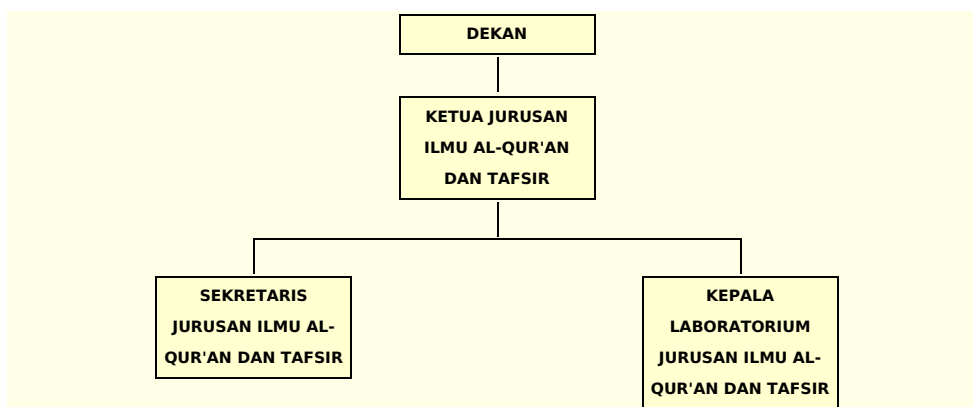 DEKAN
KETUA JURUSAN
ILMU AL-QUR'AN
DAN TAFSIR
SEKRETARIS
JURUSAN ILMU AL-
QUR'AN DAN TAFSIR
KEPALA
LABORATORIUM
JURUSAN ILMU AL-
QUR'AN DAN TAFSIR